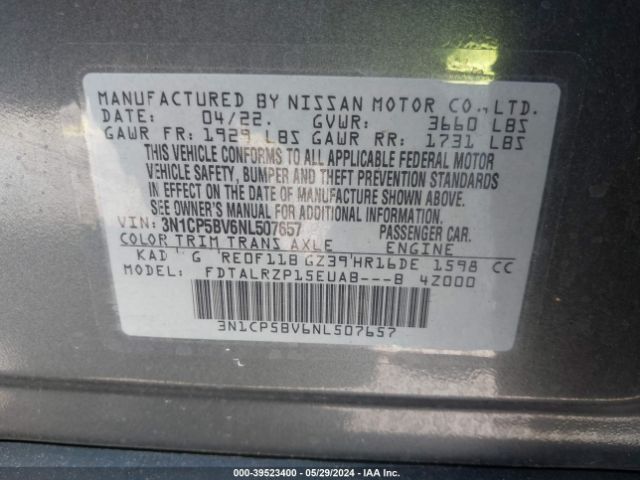 MANUFACTURED BY NISSAN MOTOR CO., LTD.
DATE: 04/22. GVWR: 3660 LBS
GAWR FR: 1929 LBS GAWR RR: 1731 LBS
THIS VEHICLE CONFORMS TO ALL APPLICABLE FEDERAL MOTOR
VEHICLE SAFETY, BUMPER AND THEFT PREVENTION STANDARDS
IN EFFECT ON THE DATE OF MANUFACTURE SHOWN ABOVE.
SEE OWNER'S MANUAL FOR ADDITIONAL INFORMATION.
VIN: 3N1CP5BV6NL507657 PASSENGER CAR.
COLOR TRIM TRANS AXLE ENGINE
KAD G RE0F11B GZ39 HR16DE 1598 CC
MODEL: FDTALRZP15EUAB---B 4Z000
3N1CP5BV6NL507657
000-39523400 - 05/29/2024 - IAA Inc.